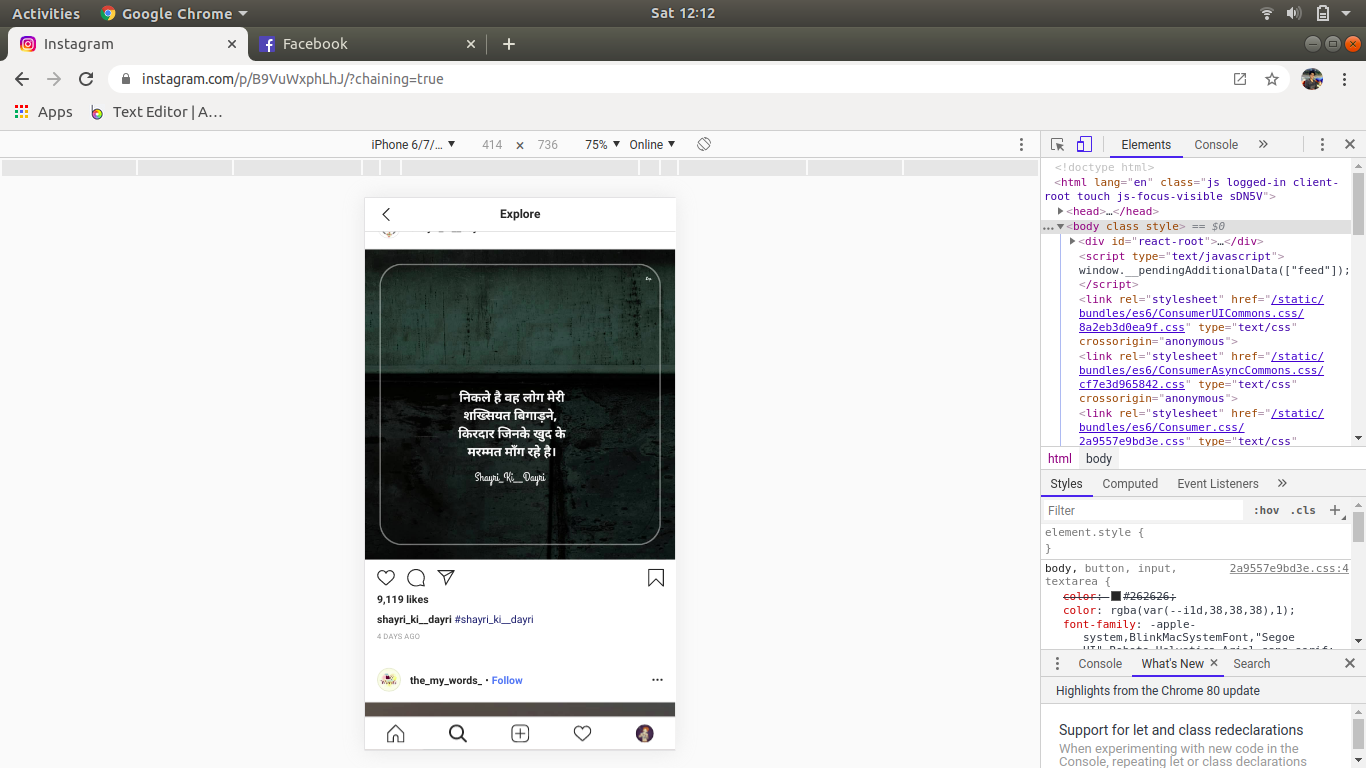 Activities Google Chrome Sat 12:12
Instagram Facebook
instagram.com/p/B9VuWxphLhJ/?chaining=true
Apps Text Editor | A…
iPhone 6/7/… 414 x 736 75% Online
Explore
निकले है वह लोग मेरी
शख्सियत बिगाड़ने,
किरदार जिनके खुद के
मरम्मत माँग रहे है।
Shayri_Ki__Dayri
9,119 likes
shayri_ki__dayri #shayri_ki__dayri
4 DAYS AGO
the_my_words_ • Follow
Elements Console
<!doctype html>
<html lang="en" class="js logged-in client-
root touch js-focus-visible sDN5V">
<head>…</head>
<body class style> == $0
<div id="react-root">…</div>
<script type="text/javascript">
window.__pendingAdditionalData(["feed"]);
</script>
<link rel="stylesheet" href="/static/
bundles/es6/ConsumerUICommons.css/
8a2eb3d0ea9f.css" type="text/css"
crossorigin="anonymous">
<link rel="stylesheet" href="/static/
bundles/es6/ConsumerAsyncCommons.css/
cf7e3d965842.css" type="text/css"
crossorigin="anonymous">
<link rel="stylesheet" href="/static/
bundles/es6/Consumer.css/
2a9557e9bd3e.css" type="text/css"
html body
Styles Computed Event Listeners
Filter :hov .cls
element.style {
}
body, button, input, 2a9557e9bd3e.css:4
textarea {
color: #262626;
color: rgba(var(--i1d,38,38,38),1);
font-family: -apple-
system,BlinkMacSystemFont,"Segoe
UI",Roboto,Helvetica,Arial,sans-serif;
Console What's New Search
Highlights from the Chrome 80 update
Support for let and class redeclarations
When experimenting with new code in the
Console, repeating let or class declarations